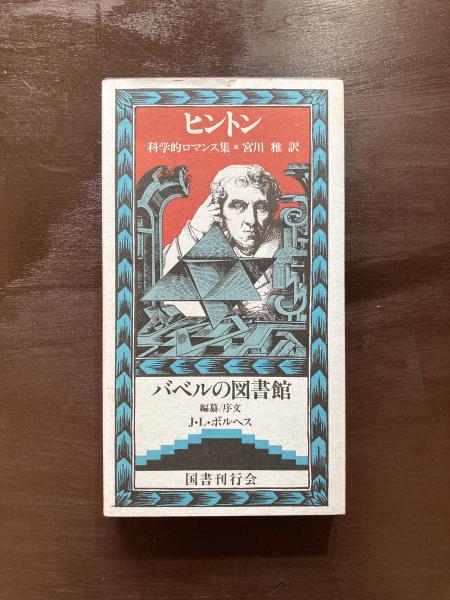 ヒントン
科学的ロマンス集*宮川 雅 訳
バベルの図書館
編纂/序文
J・L・ボルヘス
国書刊行会